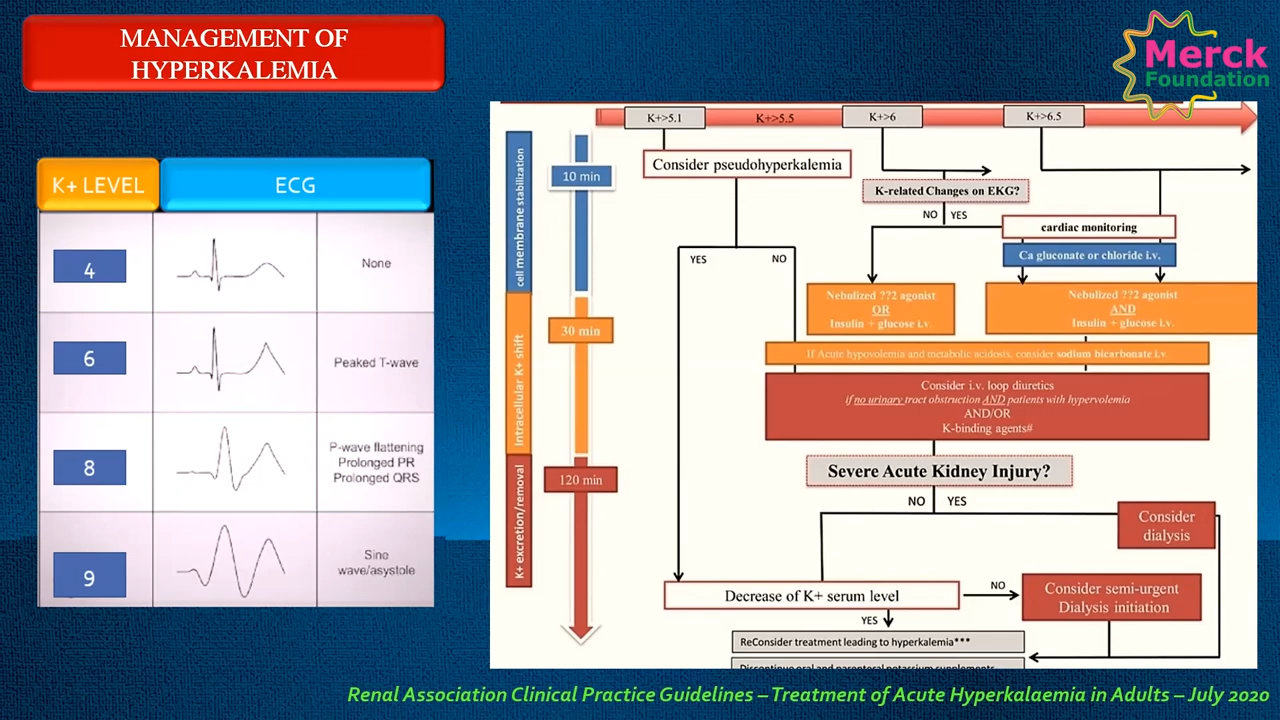 MANAGEMENT OF
HYPERKALEMIA
Merck
Foundation
K+ LEVEL
ECG
4
None
6
Peaked T-wave
8
P-wave flattening
Prolonged PR
Prolonged QRS
9
Sine
wave/asystole
K+>5.1
K+>5.5
K+>6
K+>6.5
cell membrane stabilization
Intracellular K+ shift
K+ excretion/removal
10 min
30 min
120 min
Consider pseudohyperkalemia
YES
NO
K-related Changes on EKG?
NO
YES
cardiac monitoring
Ca gluconate or chloride i.v.
Nebulized ??2 agonist
OR
Insulin + glucose i.v.
Nebulized ??2 agonist
AND
Insulin + glucose i.v.
If Acute hypovolemia and metabolic acidosis, consider sodium bicarbonate i.v.
Consider i.v. loop diuretics
if no urinary tract obstruction AND patients with hypervolemia
AND/OR
K-binding agents#
Severe Acute Kidney Injury?
NO
YES
Consider
dialysis
Decrease of K+ serum level
NO
Consider semi-urgent
Dialysis initiation
YES
ReConsider treatment leading to hyperkalemia***
Discontinue oral and parenteral potassium supplements
Renal Association Clinical Practice Guidelines – Treatment of Acute Hyperkalaemia in Adults – July 2020